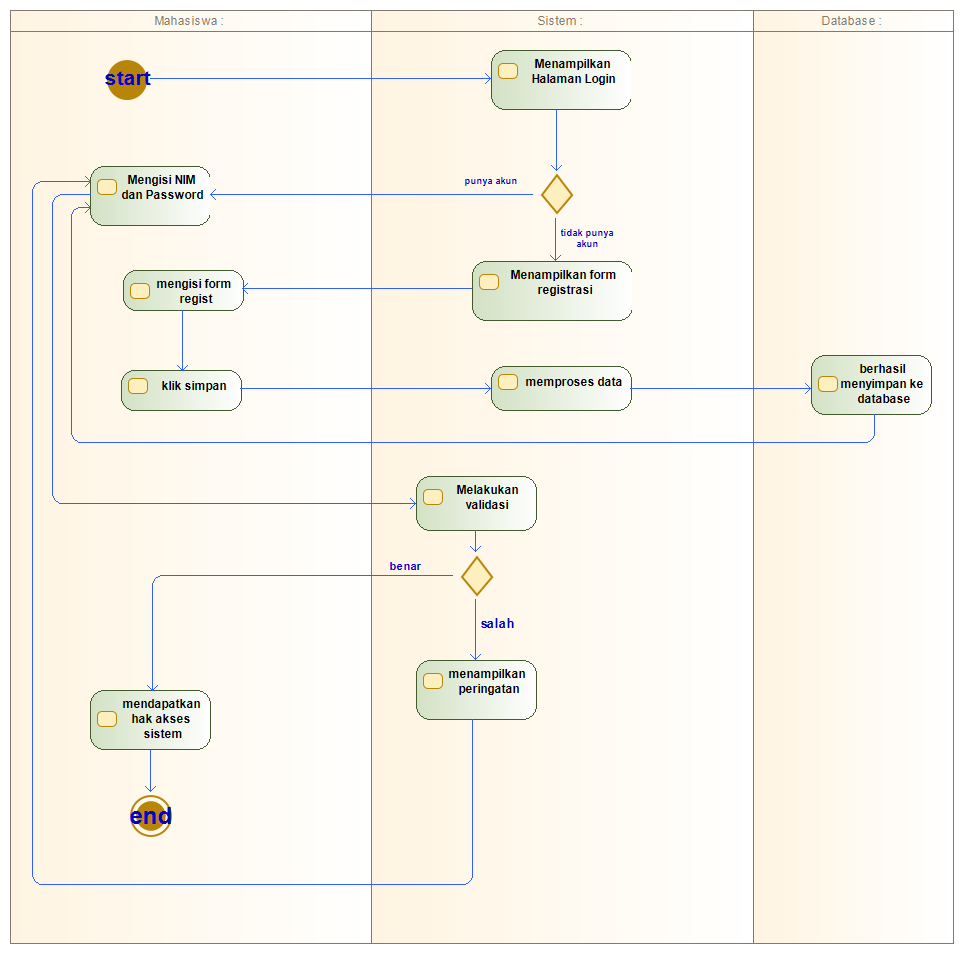 Mahasiswa :
Sistem :
Database :
start
Menampilkan
Halaman Login
Mengisi NIM
dan Password
punya akun
tidak punya
akun
Menampilkan form
registrasi
mengisi form
regist
klik simpan
memproses data
berhasil
menyimpan ke
database
Melakukan
validasi
benar
salah
menampilkan
peringatan
mendapatkan
hak akses
sistem
end